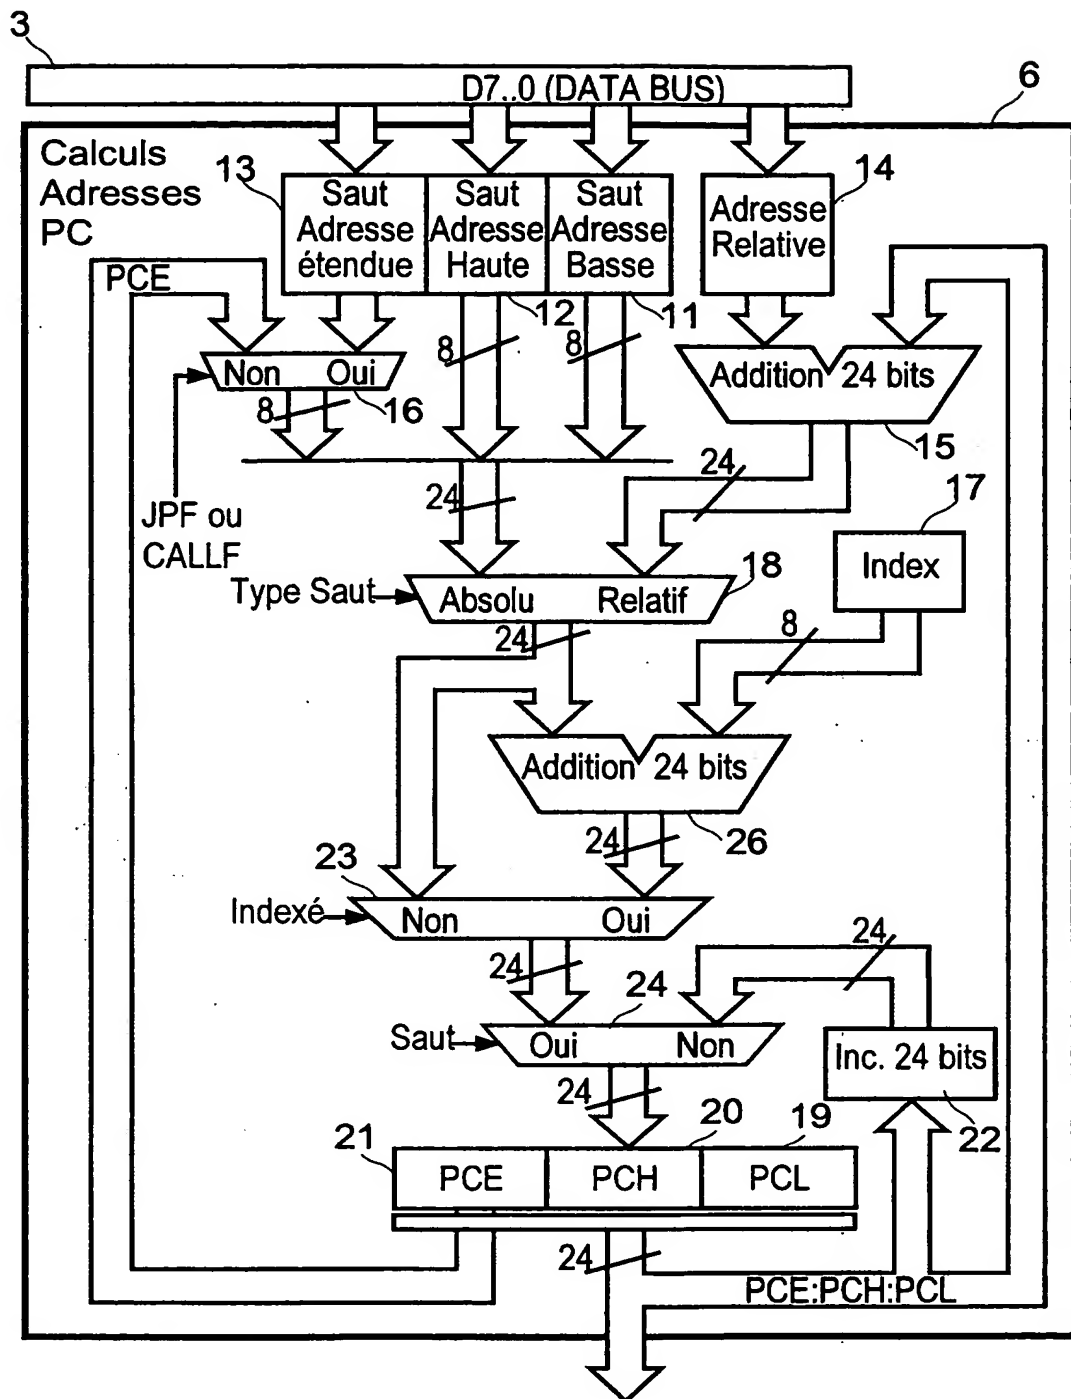 3
D7..0 (DATA BUS)
6
Calculs
Adresses
PC
13
Saut
Adresse
étendue
Saut
Adresse
Haute
Saut
Adresse
Basse
14
Adresse
Relative
PCE
12
11
8
8
Non Oui
16
8
Addition 24 bits
15
JPF ou
CALLF
24
24
17
Index
Type Saut
Absolu Relatif
18
24
8
Addition 24 bits
26
24
23
Indexé
Non Oui
24
24
24
Saut
Oui Non
Inc. 24 bits
22
24
20
19
21
PCE
PCH
PCL
24
PCE:PCH:PCL